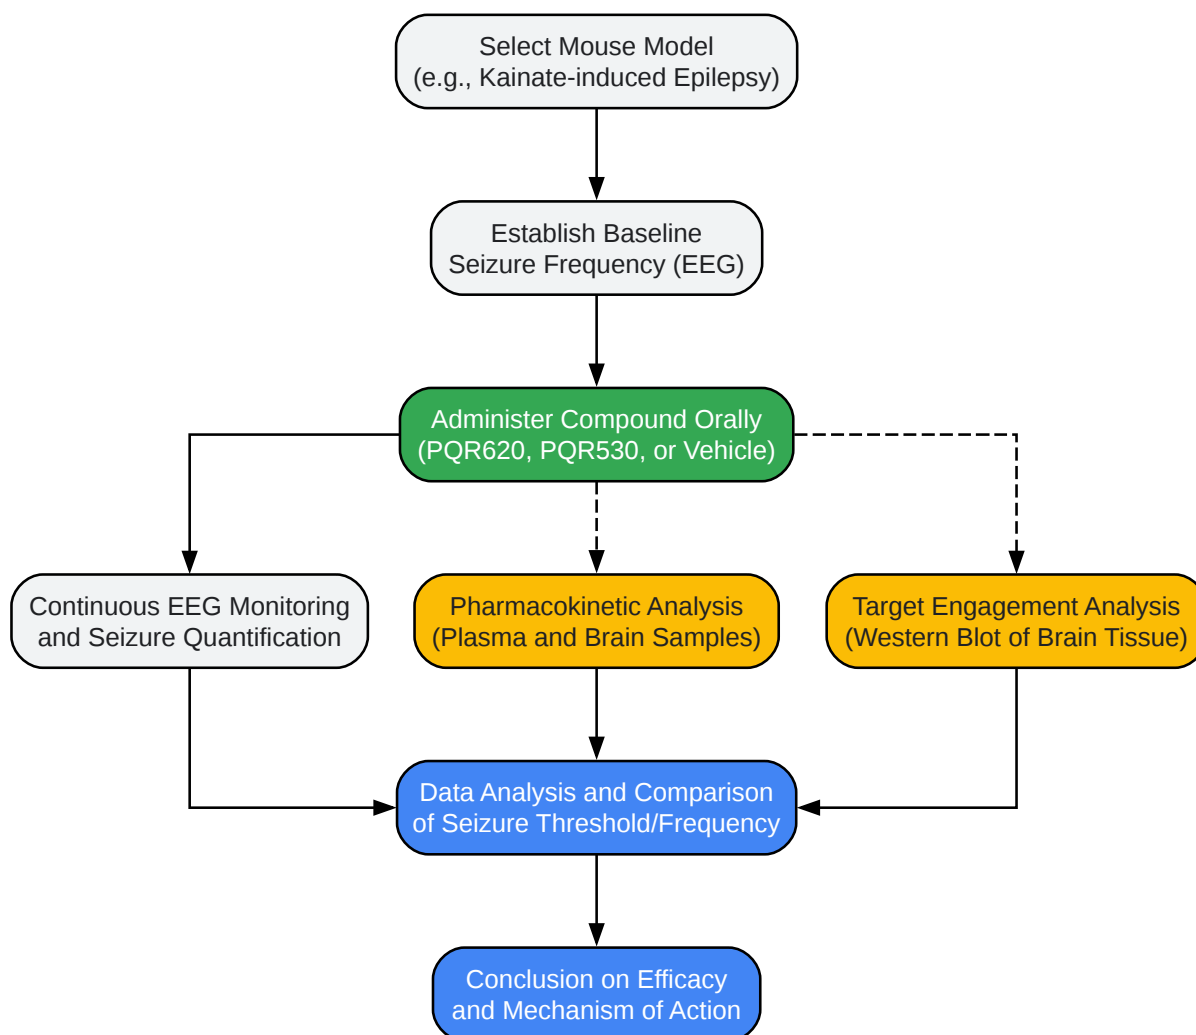 Select Mouse Model
(e.g., Kainate-induced Epilepsy)
Establish Baseline
Seizure Frequency (EEG)
Administer Compound Orally
(PQR620, PQR530, or Vehicle)
Continuous EEG Monitoring
and Seizure Quantification
Pharmacokinetic Analysis
(Plasma and Brain Samples)
Target Engagement Analysis
(Western Blot of Brain Tissue)
Data Analysis and Comparison
of Seizure Threshold/Frequency
Conclusion on Efficacy
and Mechanism of Action